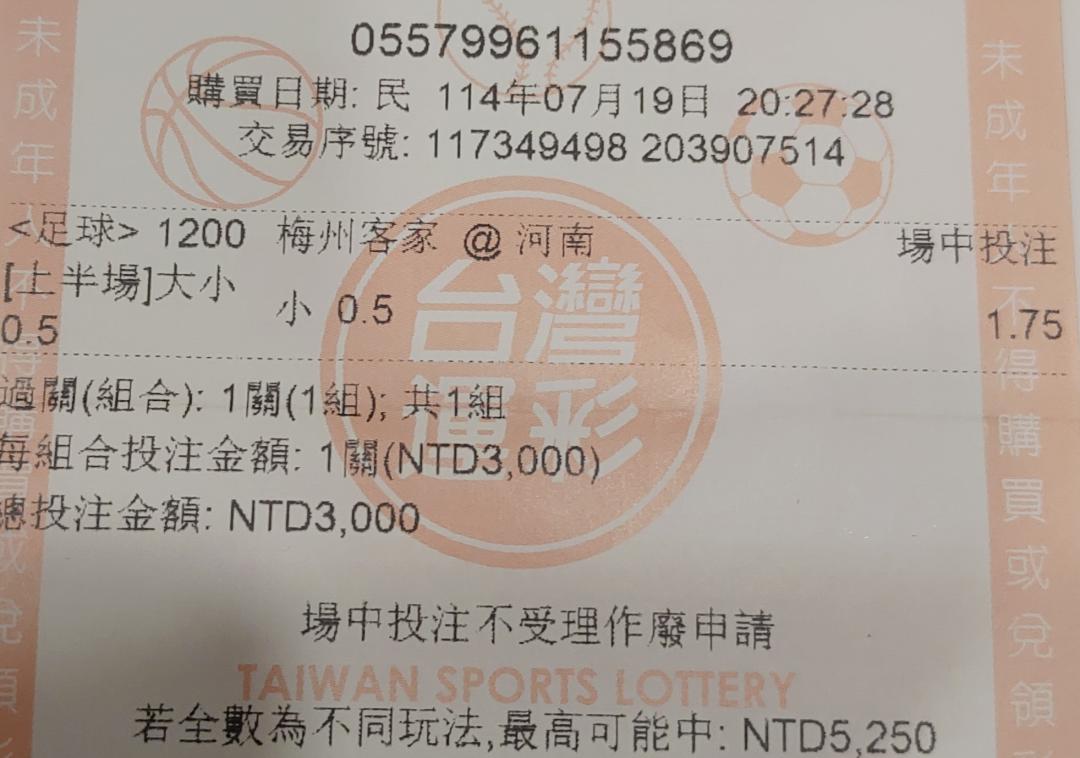 05579961155869
購買日期: 民 114年07月19日 20:27:28
交易序號: 117349498 203907514
<足球> 1200 梅州客家 @ 河南 場中投注
[上半場]大小
0.5 小 0.5 1.75
過關(組合): 1關(1組); 共1組
每組合投注金額: 1關(NTD3,000)
總投注金額: NTD3,000
場中投注不受理作廢申請
TAIWAN SPORTS LOTTERY
若全數為不同玩法,最高可能中: NTD5,250
台灣
運彩
未成年
未成年不得購買或兌領